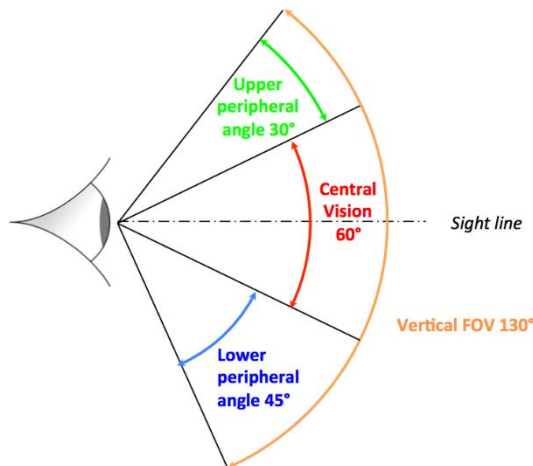 Upper
peripheral
angle 30°
Central
Vision
60°
Sight line
Vertical FOV 130°
Lower
peripheral
angle 45°